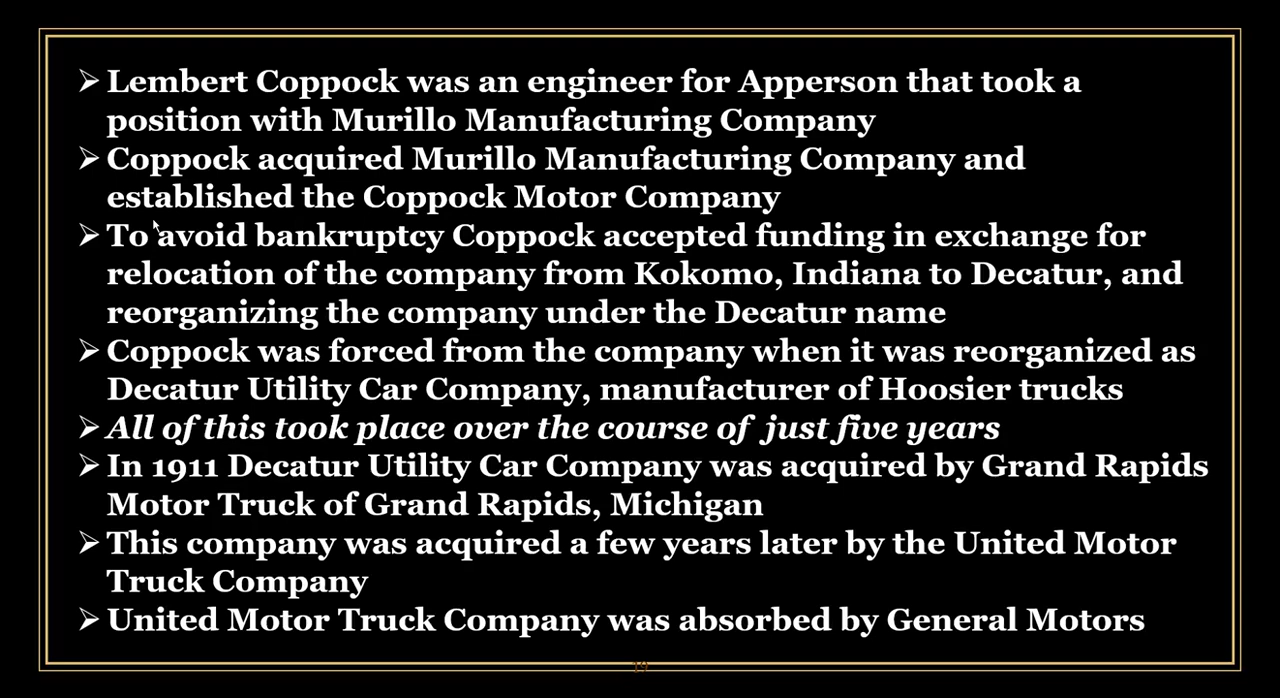 ➢ Lembert Coppock was an engineer for Apperson that took a
position with Murillo Manufacturing Company
➢ Coppock acquired Murillo Manufacturing Company and
established the Coppock Motor Company
➢ To avoid bankruptcy Coppock accepted funding in exchange for
relocation of the company from Kokomo, Indiana to Decatur, and
reorganizing the company under the Decatur name
➢ Coppock was forced from the company when it was reorganized as
Decatur Utility Car Company, manufacturer of Hoosier trucks
➢ All of this took place over the course of just five years
➢ In 1911 Decatur Utility Car Company was acquired by Grand Rapids
Motor Truck of Grand Rapids, Michigan
➢ This company was acquired a few years later by the United Motor
Truck Company
➢ United Motor Truck Company was absorbed by General Motors
19